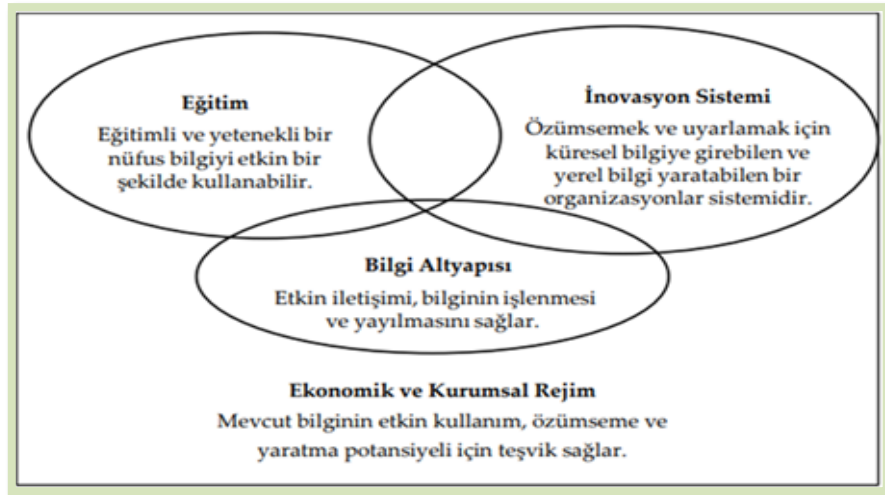 Eğitim
Eğitimli ve yetenekli bir
nüfus bilgiyi etkin bir
şekilde kullanabilir.
İnovasyon Sistemi
Özümsemek ve uyarlamak için
küresel bilgiye girebilen ve
yerel bilgi yaratabilen bir
organizasyonlar sistemidir.
Bilgi Altyapısı
Etkin iletişimi, bilginin işlenmesi
ve yayılmasını sağlar.
Ekonomik ve Kurumsal Rejim
Mevcut bilginin etkin kullanım, özümseme ve
yaratma potansiyeli için teşvik sağlar.